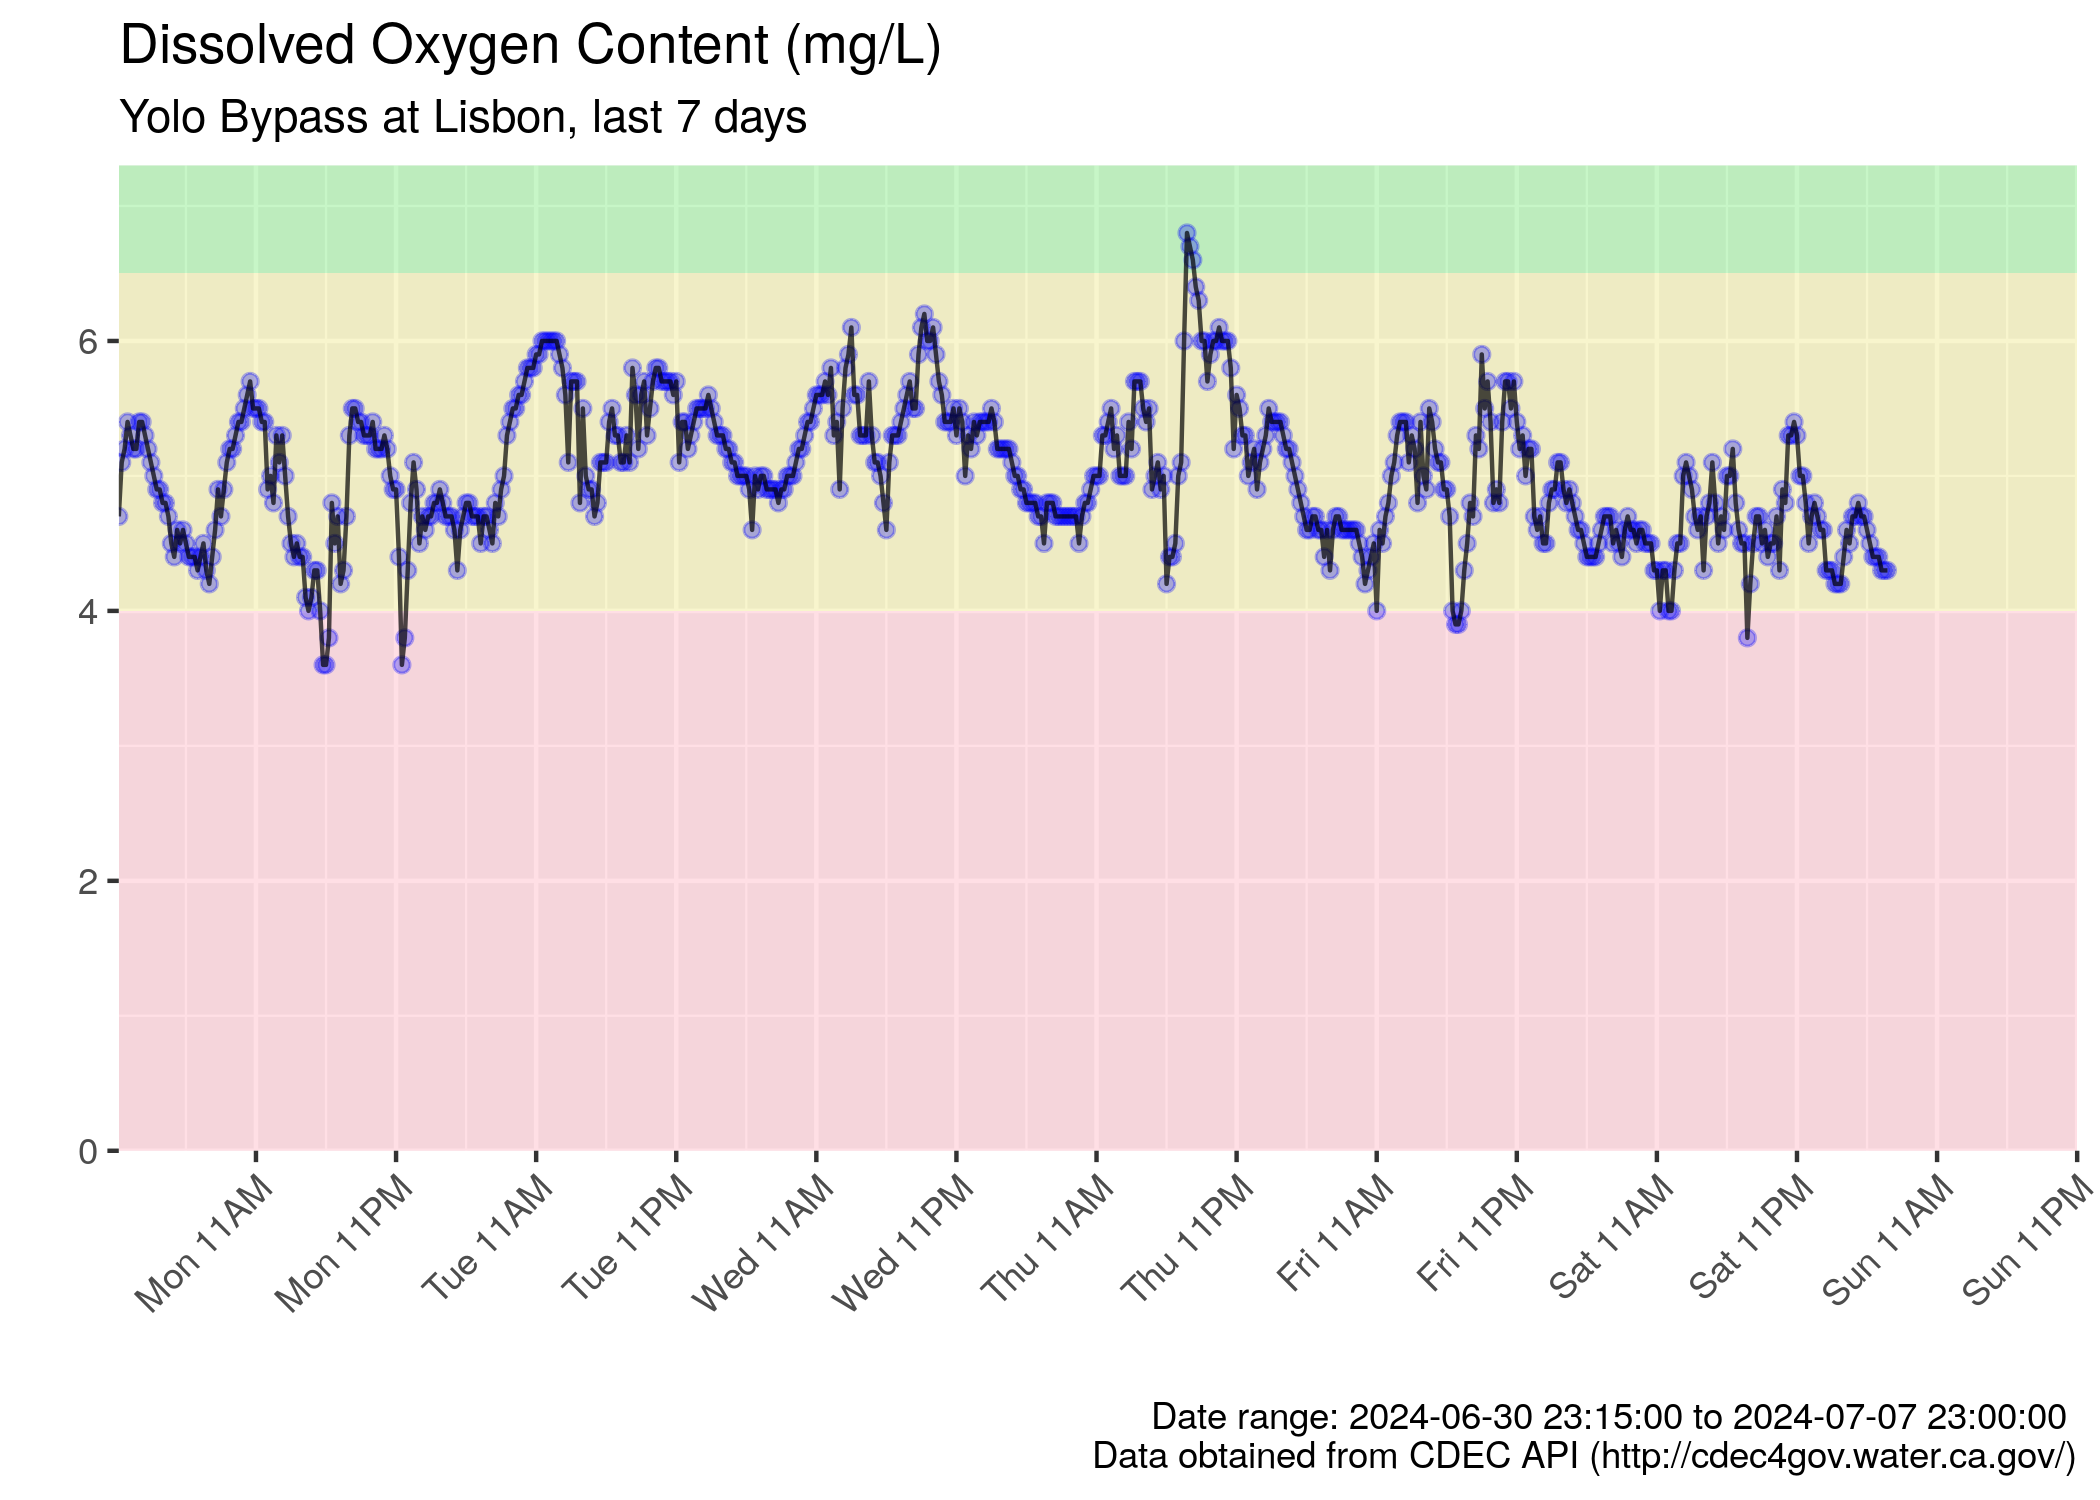 Dissolved Oxygen Content (mg/L)
Yolo Bypass at Lisbon, last 7 days
6
4
2
0
Mon 11AM
Mon 11PM
Tue 11AM
Tue 11PM
Wed 11AM
Wed 11PM
Thu 11AM
Thu 11PM
Fri 11AM
Fri 11PM
Sat 11AM
Sat 11PM
Sun 11AM
Sun 11PM
Date range: 2024-06-30 23:15:00 to 2024-07-07 23:00:00
Data obtained from CDEC API (http://cdec4gov.water.ca.gov/)